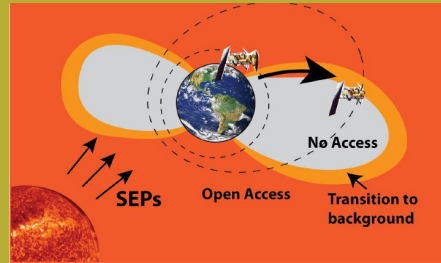 No Access
SEPs
Open Access
Transition to
background